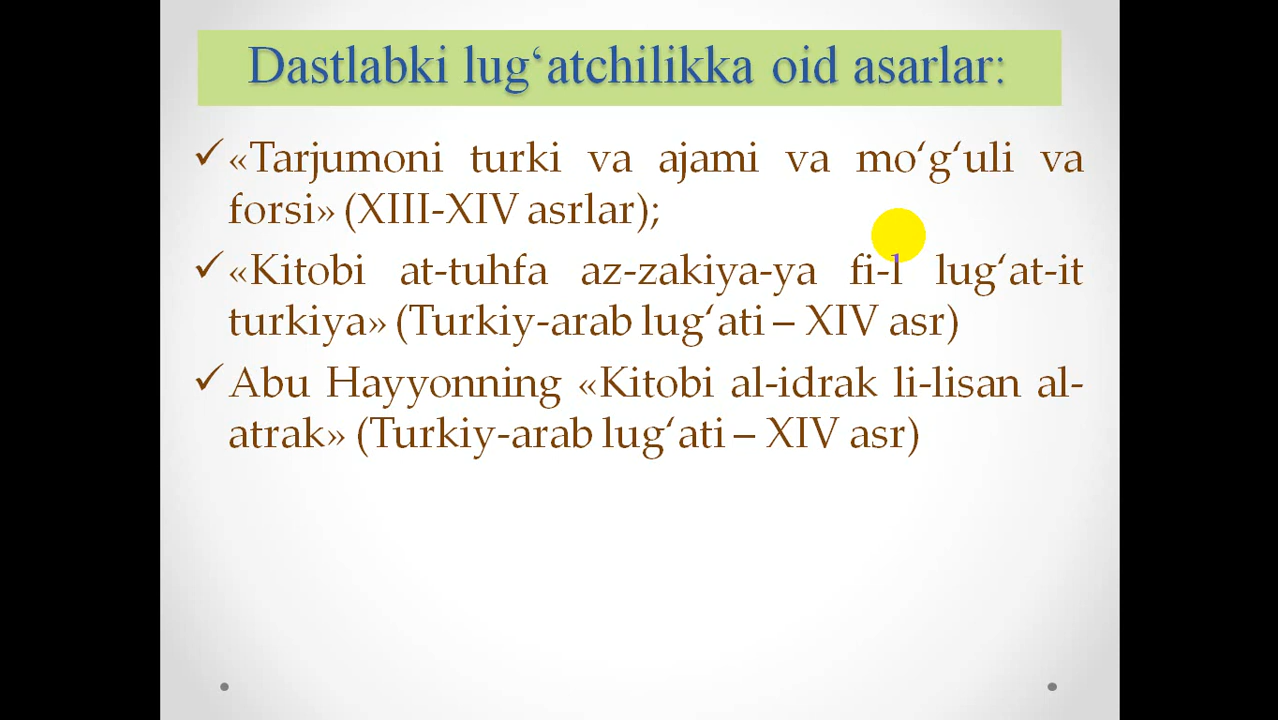 Dastlabki lug‘atchilikka oid asarlar:
«Tarjumoni turki va ajami va mo‘g‘uli va
forsi» (XIII-XIV asrlar);
«Kitobi at-tuhfa az-zakiya-ya fi-l lug‘at-it
turkiya» (Turkiy-arab lug‘ati – XIV asr)
Abu Hayyonning «Kitobi al-idrak li-lisan al-
atrak» (Turkiy-arab lug‘ati – XIV asr)